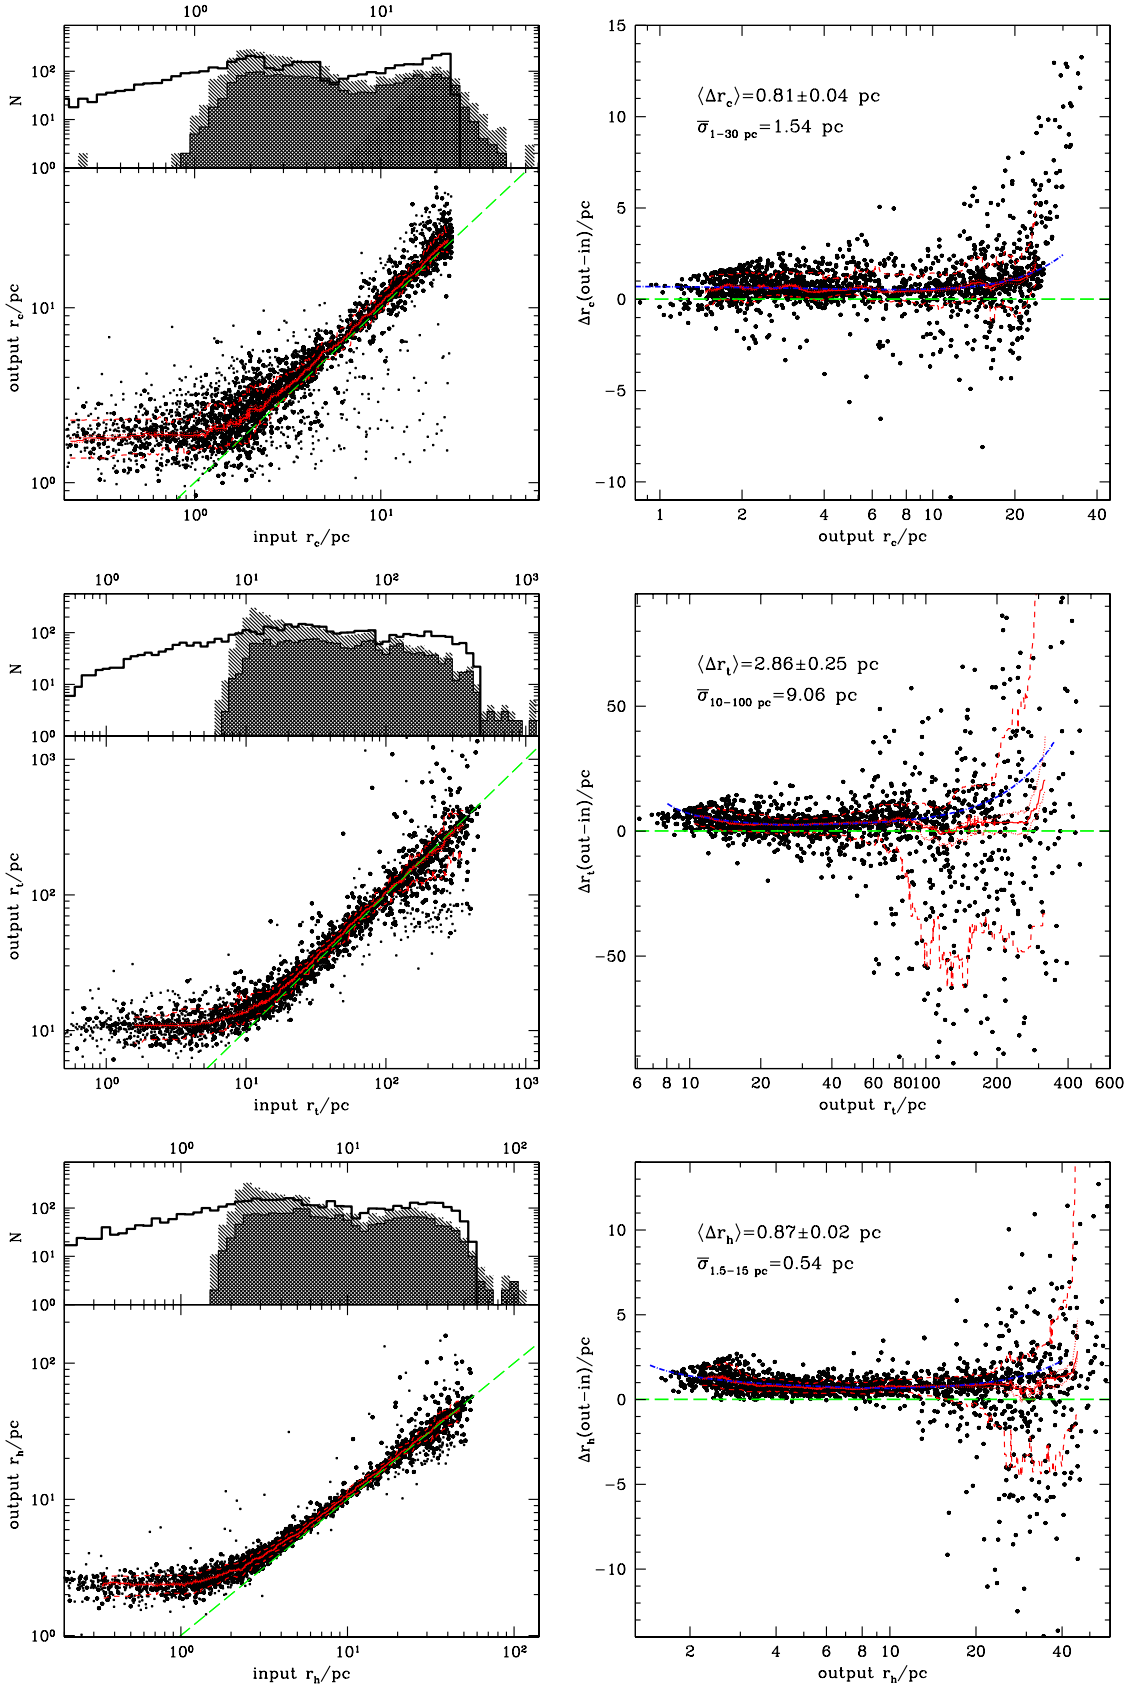 10⁰ 10¹
N
10²
10¹
10⁰
output r_c/pc
10¹
10⁰
10⁰ 10¹
input r_c/pc
15
10
5
0
−5
−10
Δr_c(out−in)/pc
⟨Δr_c⟩=0.81±0.04 pc
σ̅_1−30 pc=1.54 pc
1 2 4 6 8 10 20 40
output r_c/pc
10⁰ 10¹ 10² 10³
N
10²
10¹
10⁰
output r_t/pc
10³
10²
10¹
10⁰ 10¹ 10² 10³
input r_t/pc
50
0
−50
Δr_t(out−in)/pc
⟨Δr_t⟩=2.86±0.25 pc
σ̅_10−100 pc=9.06 pc
6 8 10 20 40 60 80 100 200 400 600
output r_t/pc
10⁰ 10¹ 10²
N
10²
10¹
10⁰
output r_h/pc
10²
10¹
10⁰
10⁰ 10¹ 10²
input r_h/pc
10
5
0
−5
−10
Δr_h(out−in)/pc
⟨Δr_h⟩=0.87±0.02 pc
σ̅_1.5−15 pc=0.54 pc
2 4 6 8 10 20 40
output r_h/pc